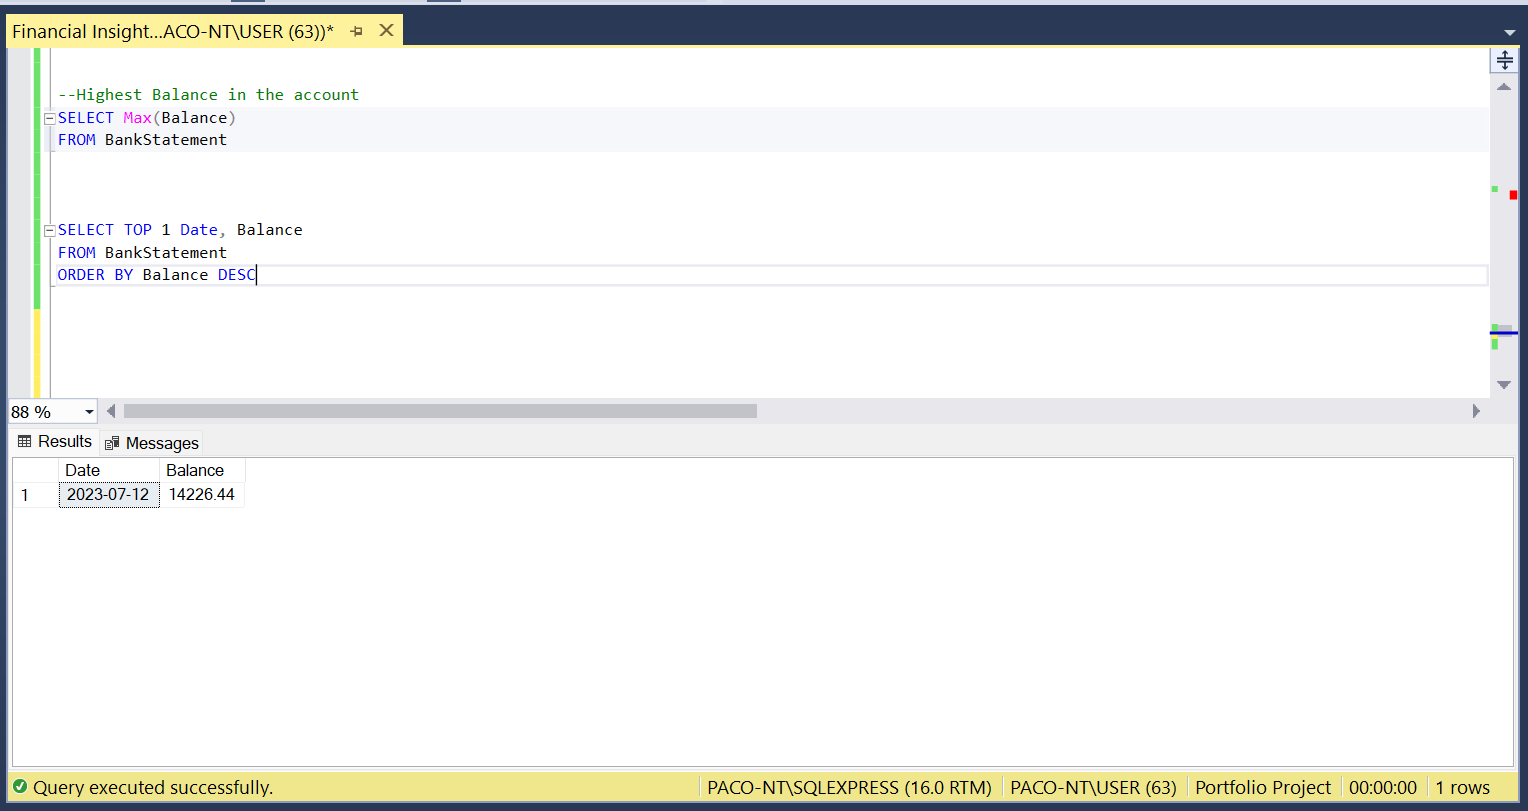 Financial Insight...ACO-NT\USER (63))*
--Highest Balance in the account
SELECT Max(Balance)
FROM BankStatement
SELECT TOP 1 Date, Balance
FROM BankStatement
ORDER BY Balance DESC
88 %
Results Messages
Date Balance
1 2023-07-12 14226.44
Query executed successfully. PACO-NT\SQLEXPRESS (16.0 RTM) PACO-NT\USER (63) Portfolio Project 00:00:00 1 rows